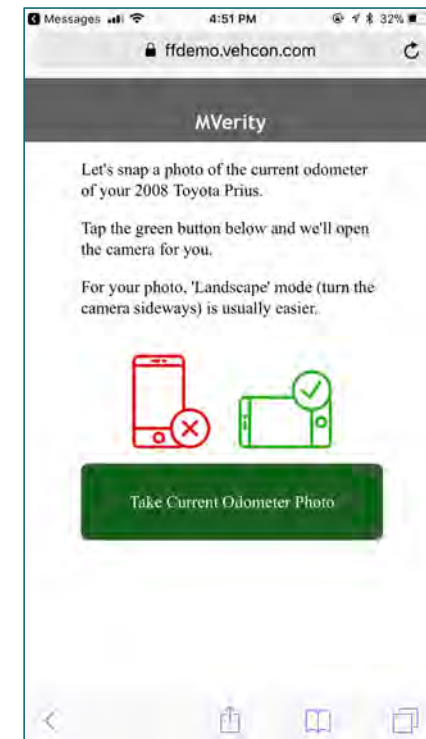 Messages 4:51 PM 32%
ffdemo.vehcon.com
MVerity
Let's snap a photo of the current odometer
of your 2008 Toyota Prius.
Tap the green button below and we'll open
the camera for you.
For your photo, 'Landscape' mode (turn the
camera sideways) is usually easier.
Take Current Odometer Photo